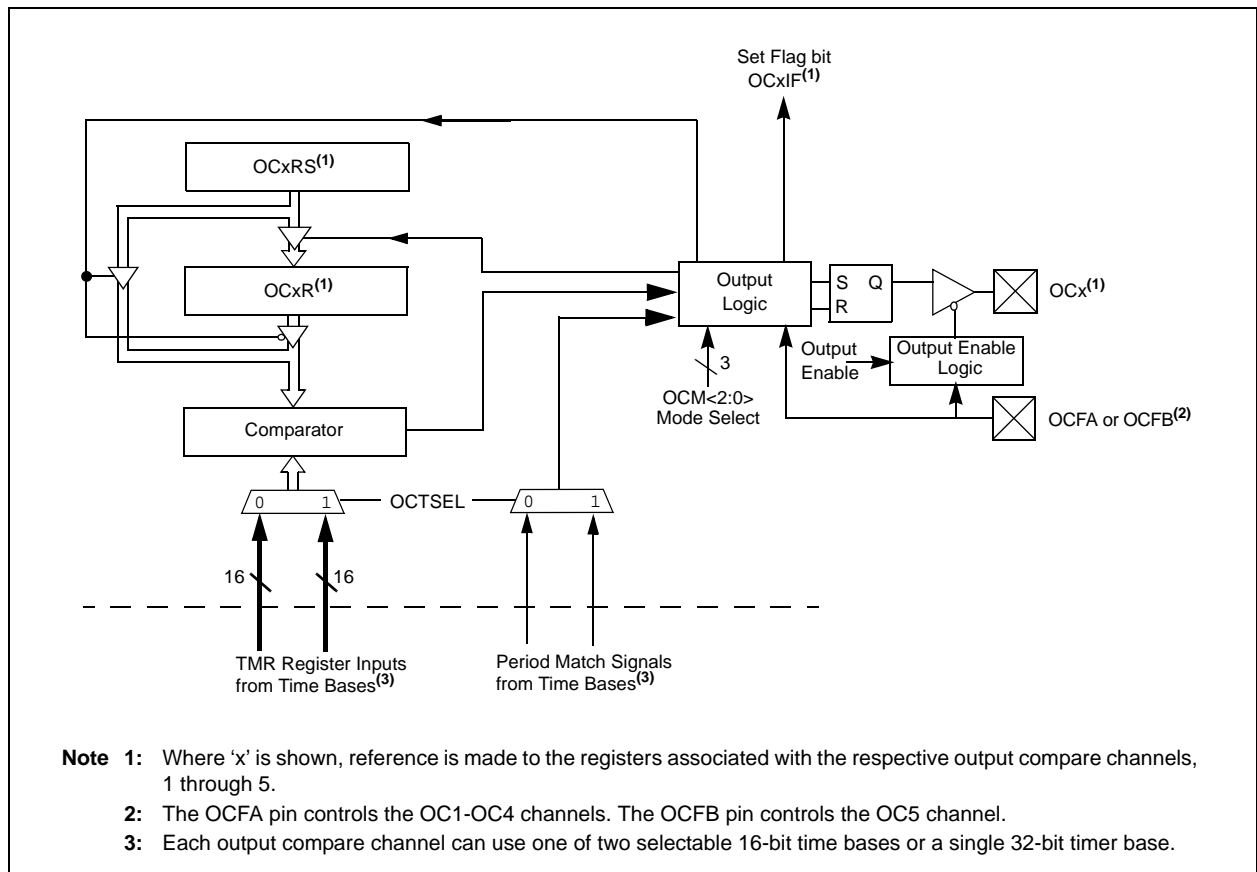 Set Flag bit
OCxIF(1)
OCxRS(1)
OCxR(1)
Output
Logic
S Q
R
OCx(1)
Output
Enable
Output Enable
Logic
3
OCM<2:0>
Mode Select
OCFA or OCFB(2)
Comparator
0 1
OCTSEL
0 1
16
16
TMR Register Inputs
from Time Bases(3)
Period Match Signals
from Time Bases(3)
Note 1: Where ‘x’ is shown, reference is made to the registers associated with the respective output compare channels,
1 through 5.
2: The OCFA pin controls the OC1-OC4 channels. The OCFB pin controls the OC5 channel.
3: Each output compare channel can use one of two selectable 16-bit time bases or a single 32-bit timer base.